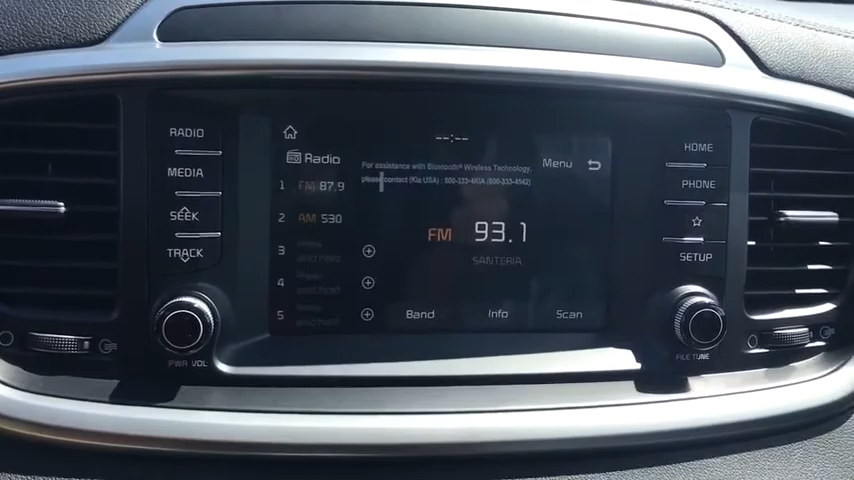 RADIO
MEDIA
SEEK
TRACK
PWR VOL
Radio
1 FM 87.9
2 AM 530
3
4
5
--:--
For assistance with Bluetooth® Wireless Technology,
please contact (Kia USA) : 800-333-4KIA (800-333-4542)
Menu
FM 93.1
SANTERIA
Band Info Scan
HOME
PHONE
SETUP
FILE TUNE